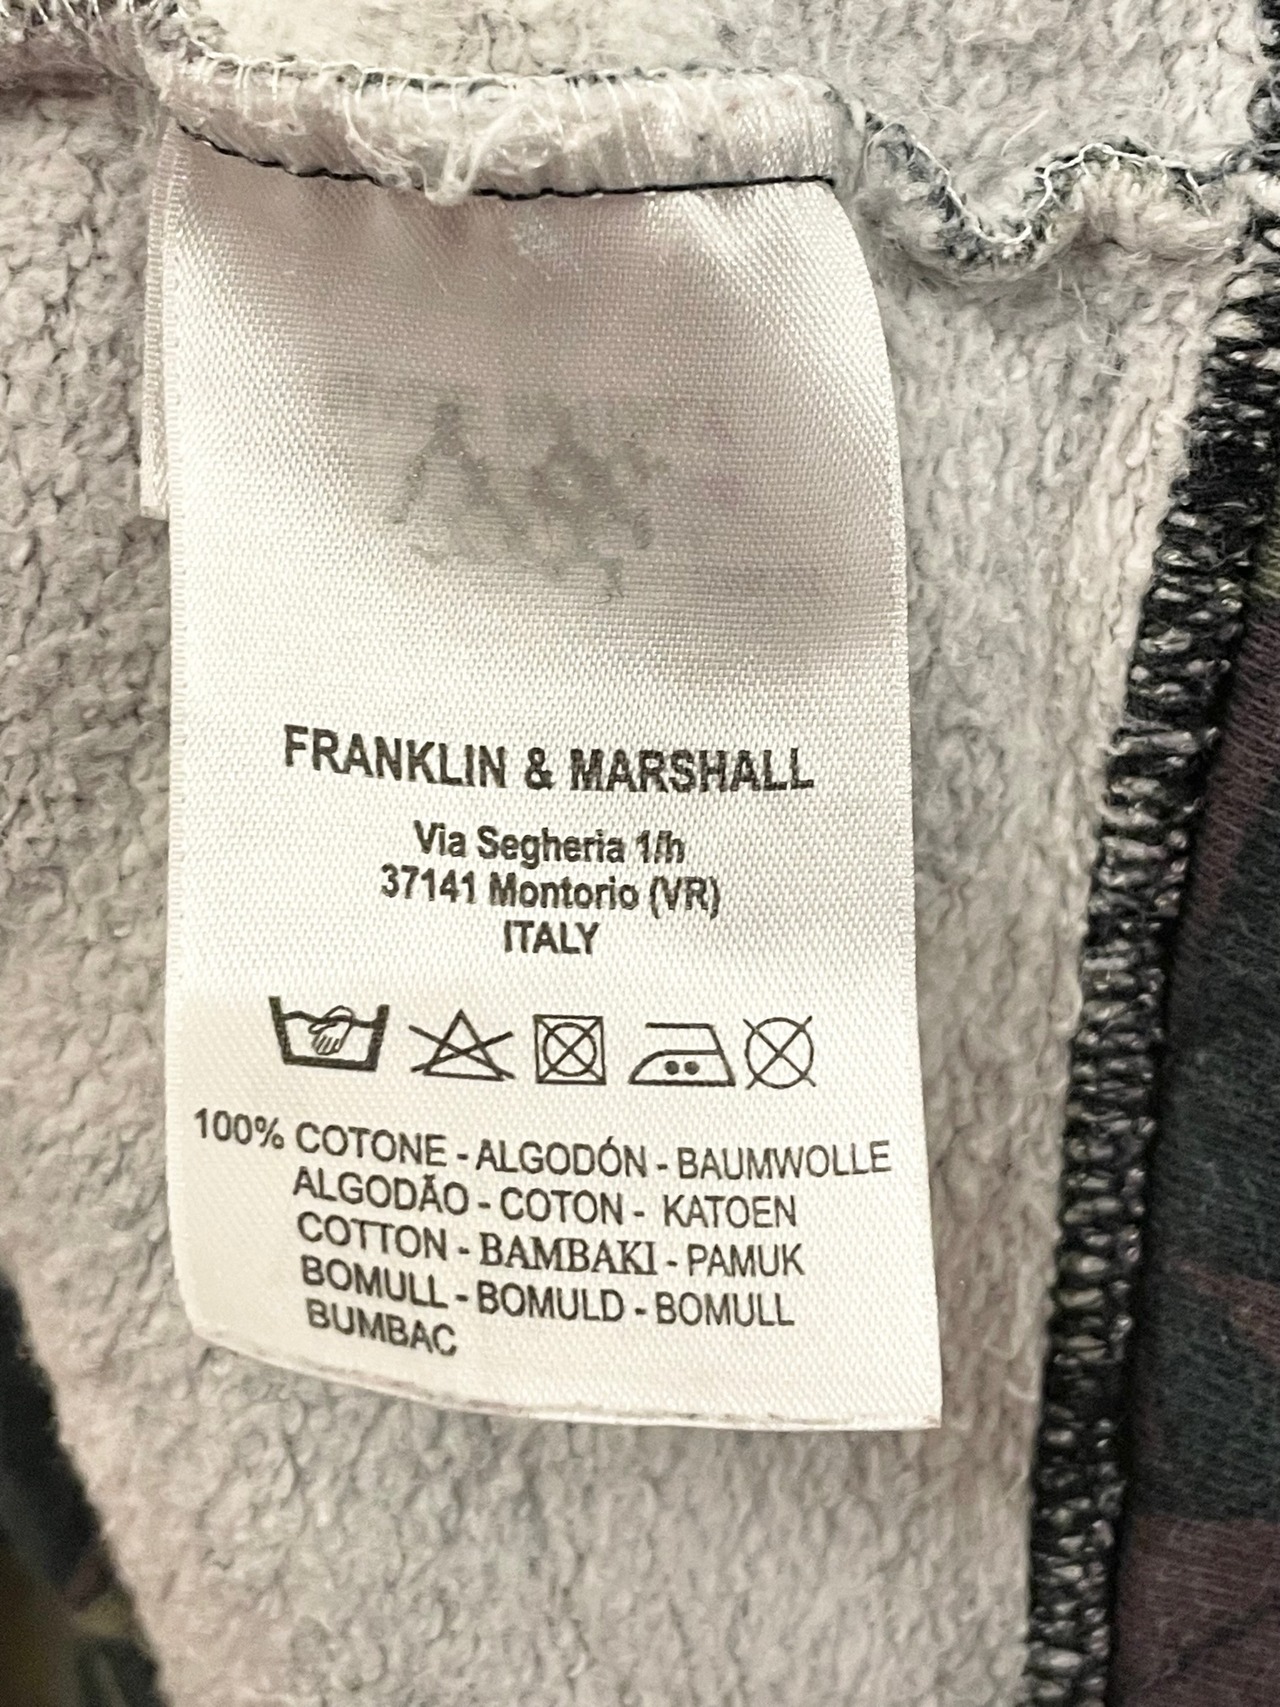 FRANKLIN & MARSHALL
Via Segheria 1/h
37141 Montorio (VR)
ITALY
100% COTONE - ALGODÓN - BAUMWOLLE
ALGODÃO - COTON - KATOEN
COTTON - BAMBAKI - PAMUK
BOMULL - BOMULD - BOMULL
BUMBAC